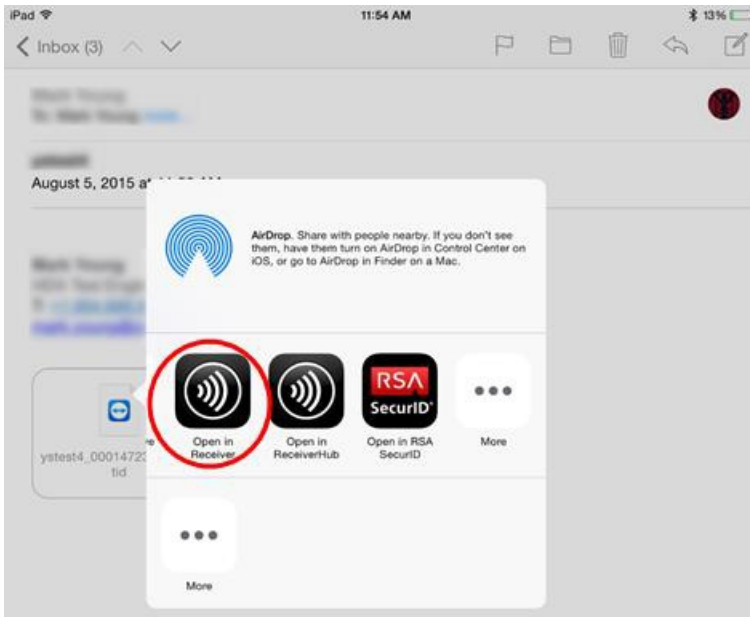 iPad
11:54 AM
13%
Inbox (3)
August 5, 2015
AirDrop. Share with people nearby. If you don't see
them, have them turn on AirDrop in Control Center on
iOS, or go to AirDrop in Finder on a Mac.
RSA
SecurID
Open in
Receiver
Open in
ReceiverHub
Open in RSA
SecurID
More
ystest4_00014723
tid
More